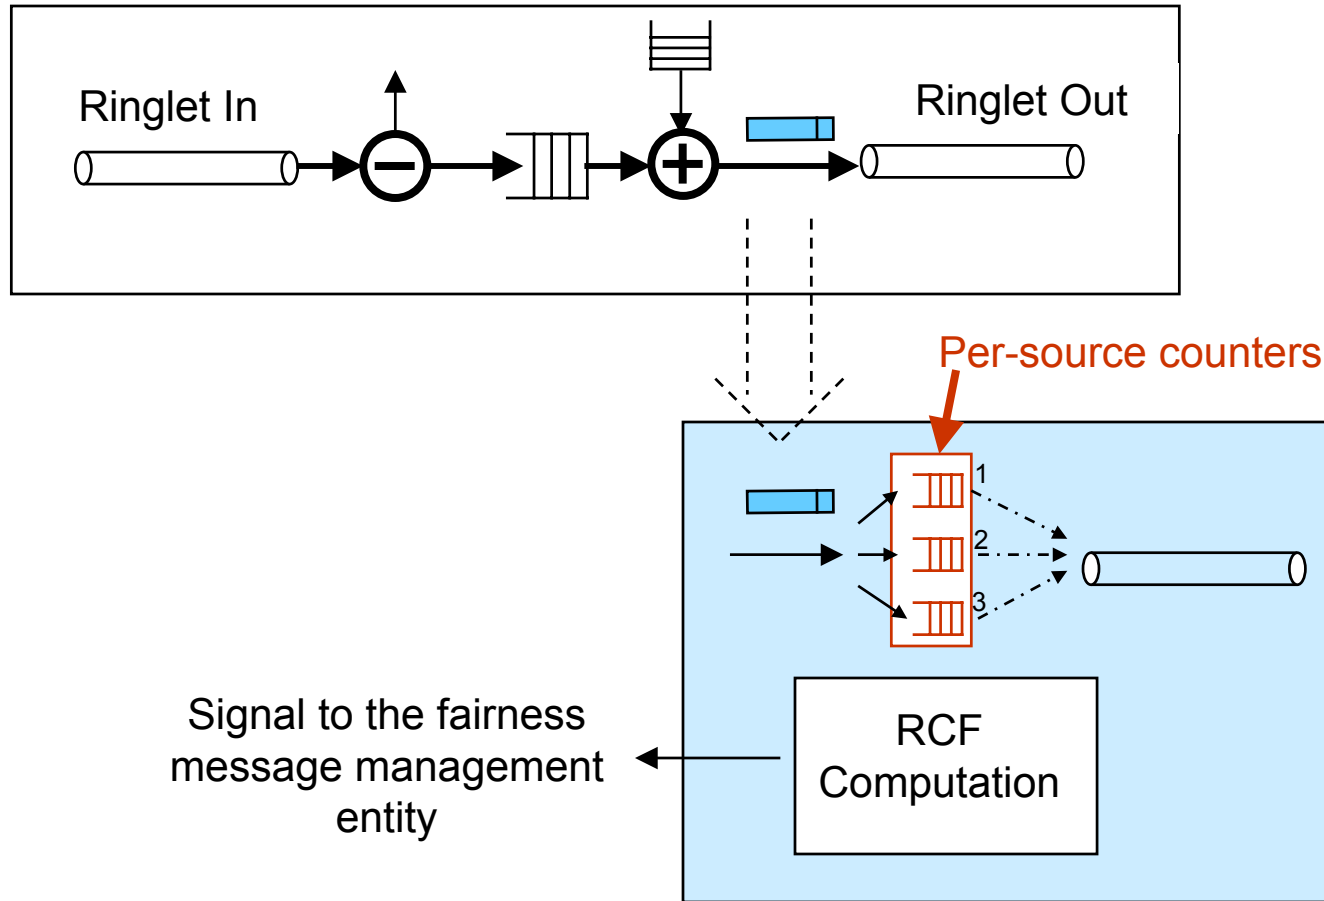 Ringlet In
Ringlet Out
Per-source counters
1
2
3
Signal to the fairness
message management
entity
RCF
Computation